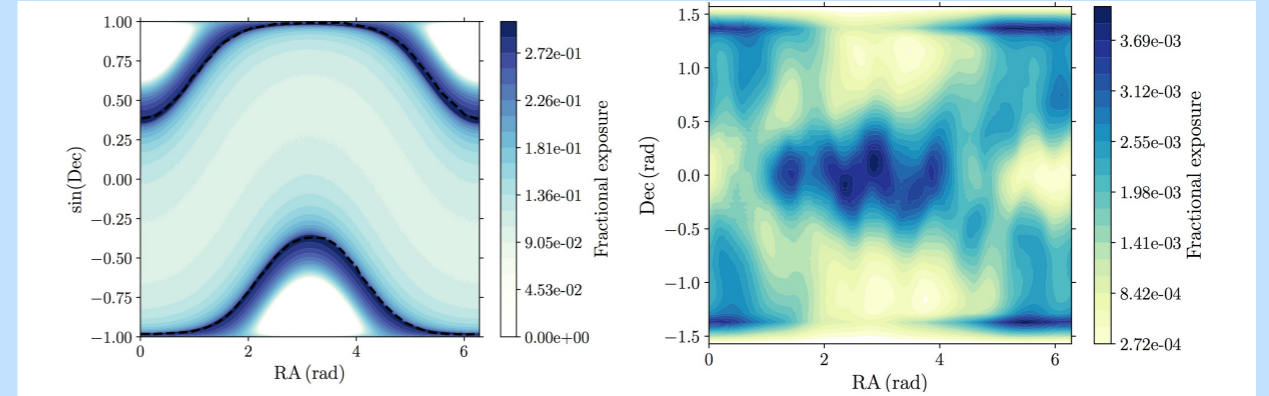 1.00
0.75
0.50
0.25
0.00
−0.25
−0.50
−0.75
−1.00
sin(Dec)
0
2
4
6
RA (rad)
2.72e-01
2.26e-01
1.81e-01
1.36e-01
9.05e-02
4.53e-02
0.00e+00
Fractional exposure
1.5
1.0
0.5
0.0
−0.5
−1.0
−1.5
Dec (rad)
0
2
4
6
RA (rad)
3.69e-03
3.12e-03
2.55e-03
1.98e-03
1.41e-03
8.42e-04
2.72e-04
Fractional exposure